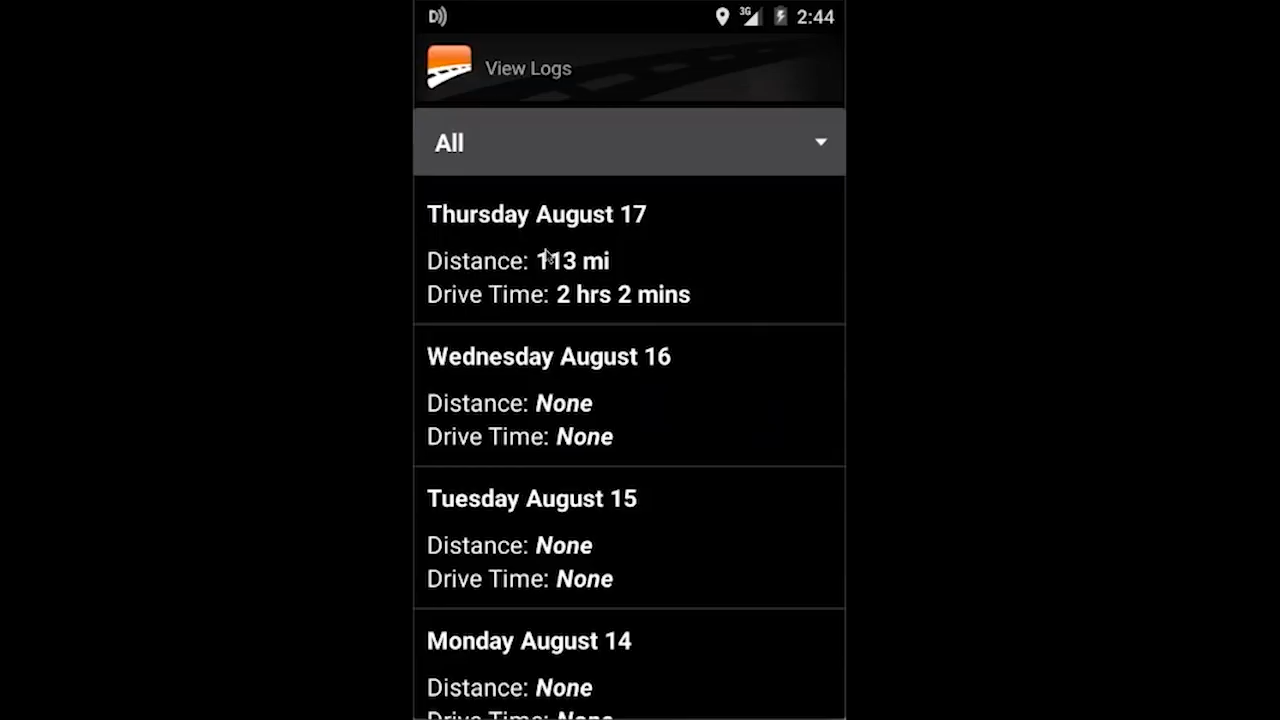 D 3G 2:44
View Logs
All
Thursday August 17
Distance: 113 mi
Drive Time: 2 hrs 2 mins
Wednesday August 16
Distance: None
Drive Time: None
Tuesday August 15
Distance: None
Drive Time: None
Monday August 14
Distance: None
Drive Time: None